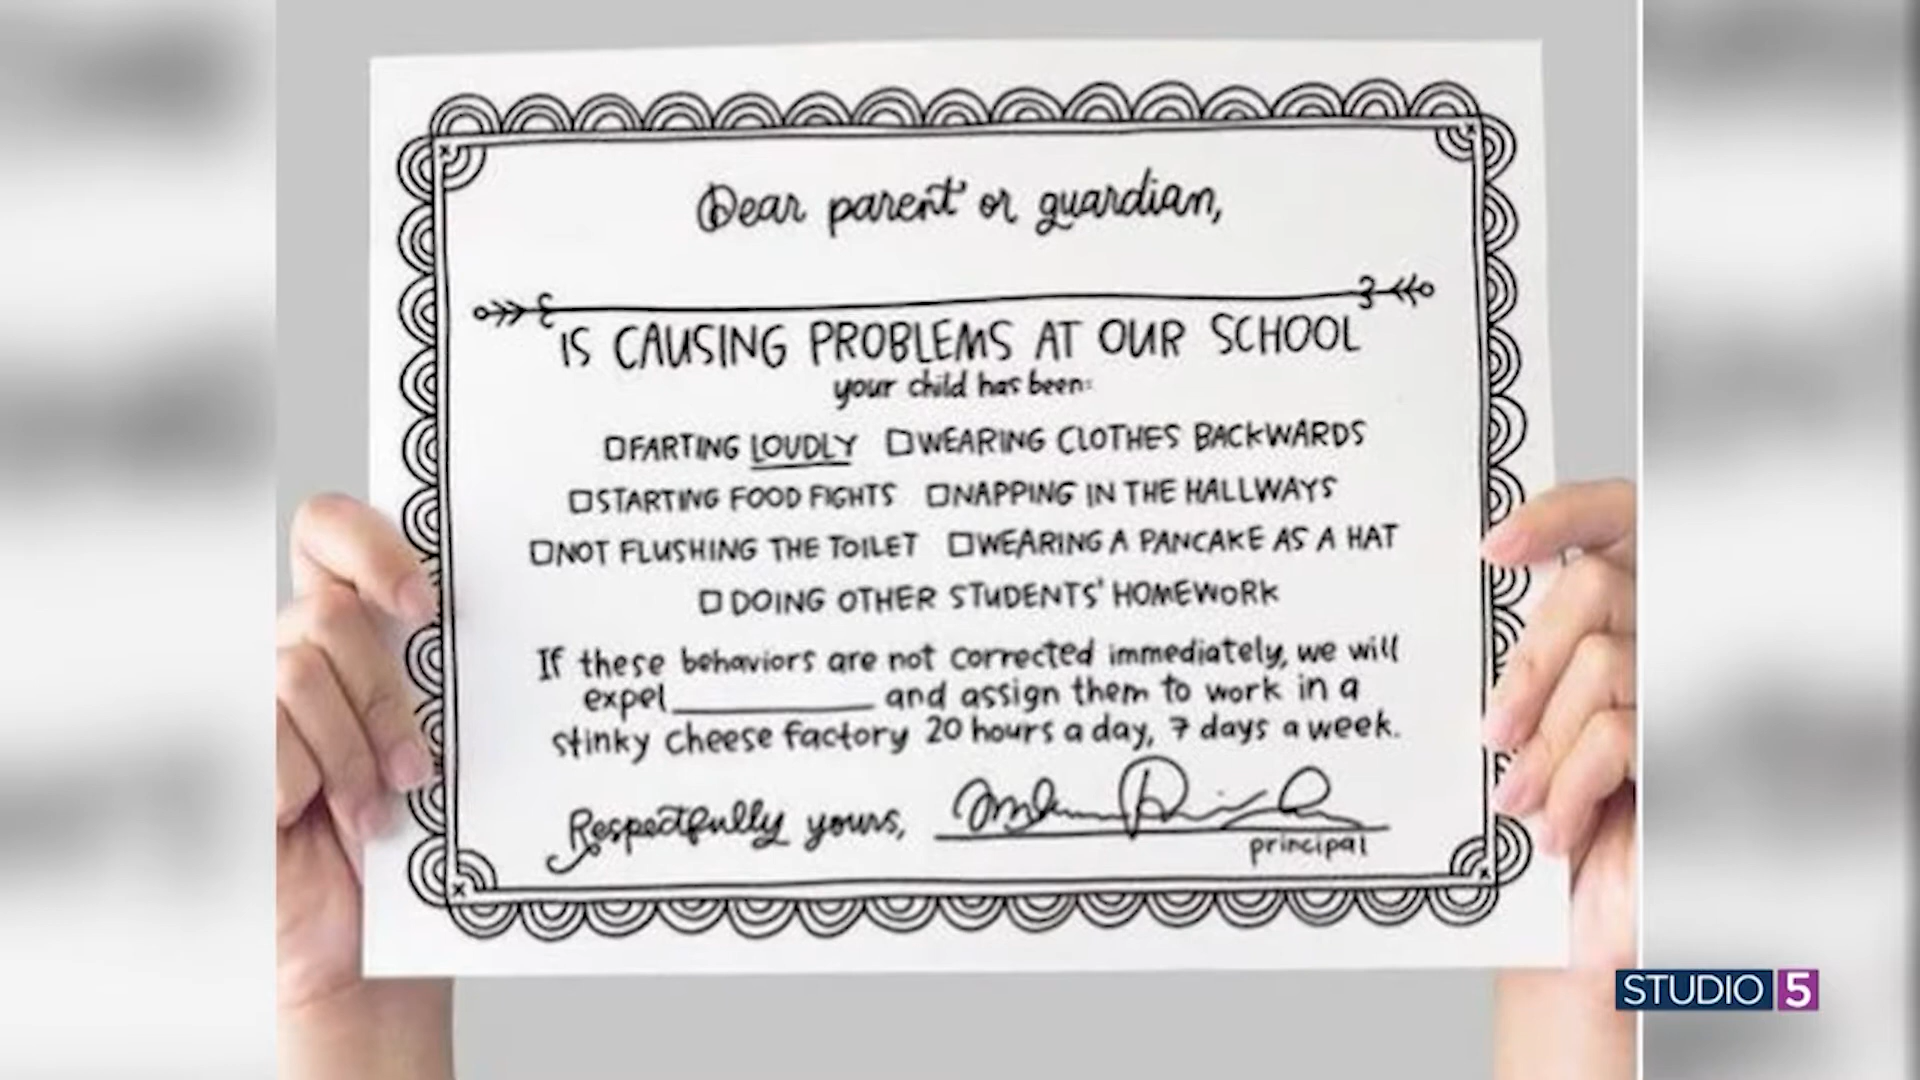 Dear parent or guardian,
IS CAUSING PROBLEMS AT OUR SCHOOL
your child has been:
FARTING LOUDLY WEARING CLOTHES BACKWARDS
STARTING FOOD FIGHTS NAPPING IN THE HALLWAYS
NOT FLUSHING THE TOILET WEARING A PANCAKE AS A HAT
DOING OTHER STUDENTS' HOMEWORK
If these behaviors are not corrected immediately, we will
expel__________ and assign them to work in a
stinky cheese factory 20 hours a day, 7 days a week.
Respectfully yours,
principal
STUDIO 5